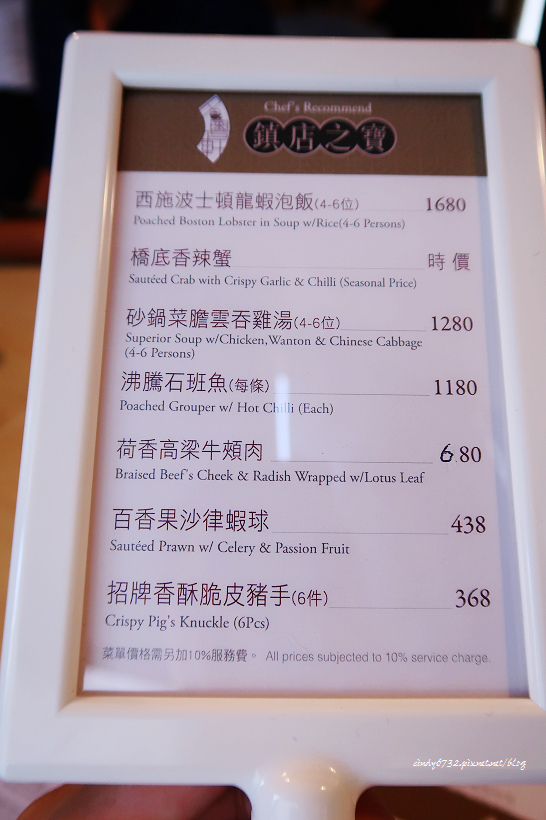 Chef's Recommend
鎮店之寶
西施波士頓龍蝦泡飯(4-6位) 1680
Poached Boston Lobster in Soup w/Rice(4-6 Persons)
橋底香辣蟹 時價
Sautéed Crab with Crispy Garlic & Chilli (Seasonal Price)
砂鍋菜膽雲吞雞湯(4-6位) 1280
Superior Soup w/Chicken,Wanton & Chinese Cabbage
(4-6 Persons)
沸騰石班魚(每條) 1180
Poached Grouper w/ Hot Chilli (Each)
荷香高梁牛頰肉 680
Braised Beef's Cheek & Radish Wrapped w/Lotus Leaf
百香果沙律蝦球 438
Sautéed Prawn w/ Celery & Passion Fruit
招牌香酥脆皮豬手(6件) 368
Crispy Pig's Knuckle (6Pcs)
菜單價格需另加10%服務費。 All prices subjected to 10% service charge.
cindy0732.pixnet.net/blog